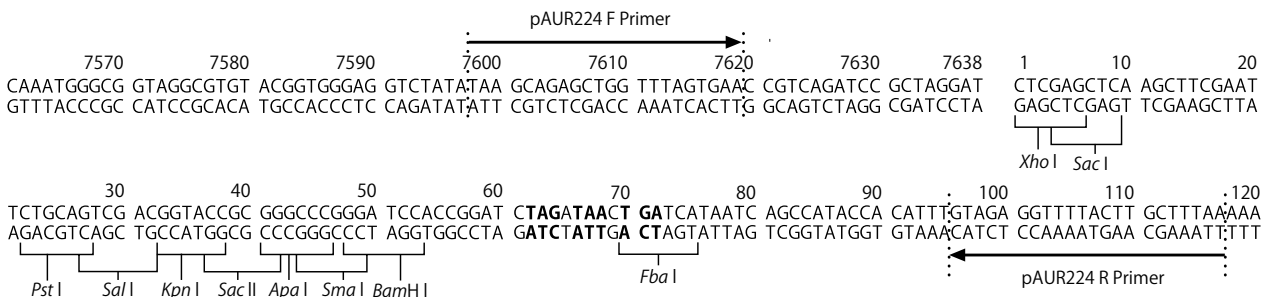 pAUR224 F Primer
7570 7580 7590 7600 7610 7620 7630 7638 1 10 20
CAAATGGGCG GTAGGCGTGT ACGGTGGGAG GTCTATATAA GCAGAGCTGG TTTAGTGAAC CGTCAGATCC GCTAGGAT CTCGAGCTCA AGCTTCGAAT
GTTTACCCGC CATCCGCACA TGCCACCCTC CAGATATATT CGTCTCGACC AAATCACTTG GCAGTCTAGG CGATCCTA GAGCTCGAGT TCGAAGCTTA
Xho I Sac I
30 40 50 60 70 80 90 100 110 120
TCTGCAGTCG ACGGTACCGC GGGCCCGGGA TCCACCGGAT CTAGATAACT GATCATAATC AGCCATACCA CATTTGTAGA GGTTTTACTT GCTTTAAAAA
AGACGTCAGC TGCCATGGCG CCCGGGCCCT AGGTGGCCTA GATCTATTGA CTAGTATTAG TCGGTATGGT GTAAACATCT CCAAAATGAA CGAAATTTTT
Pst I Sal I Kpn I Sac II Apa I Sma I BamH I Fba I
pAUR224 R Primer